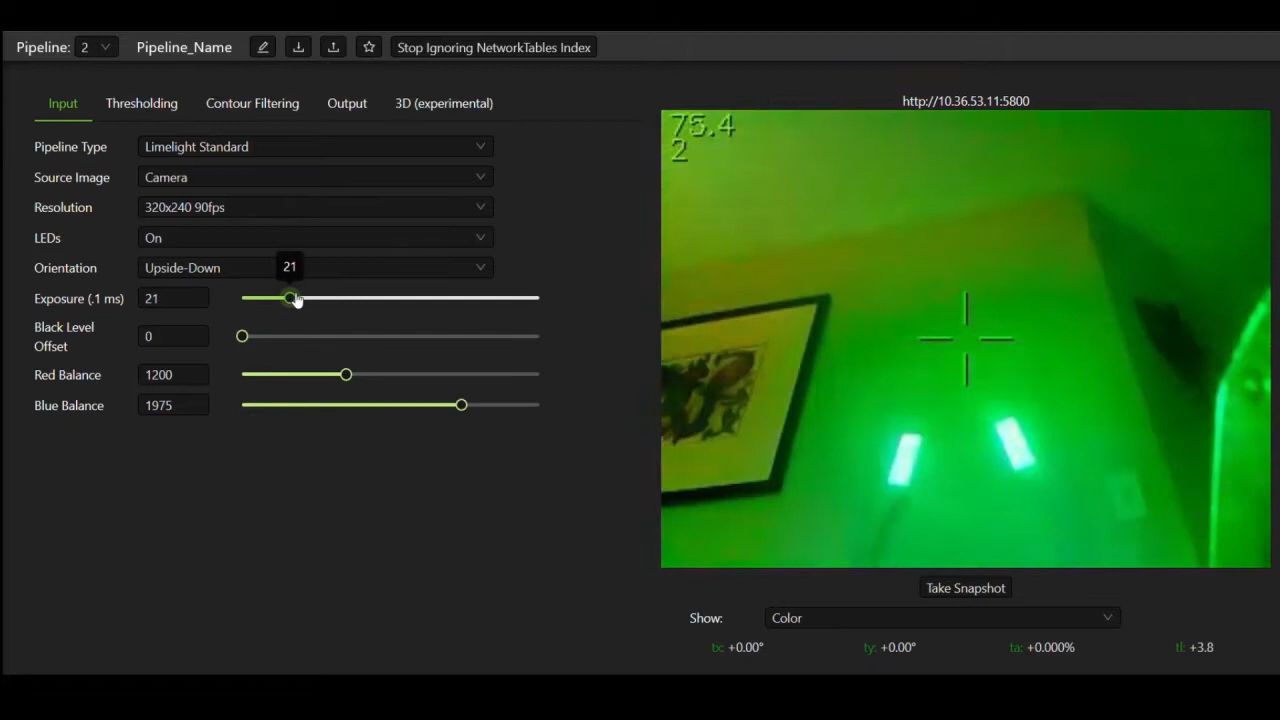 Pipeline: 2 Pipeline_Name Stop Ignoring NetworkTables Index
Input Thresholding Contour Filtering Output 3D (experimental)
http://10.36.53.11:5800
75.4
2
Pipeline Type Limelight Standard
Source Image Camera
Resolution 320x240 90fps
LEDs On
Orientation Upside-Down
21
Exposure (.1 ms) 21
Black Level
Offset 0
Red Balance 1200
Blue Balance 1975
Take Snapshot
Show: Color
tx: +0.00° ty: +0.00° ta: +0.000% tl: +3.8